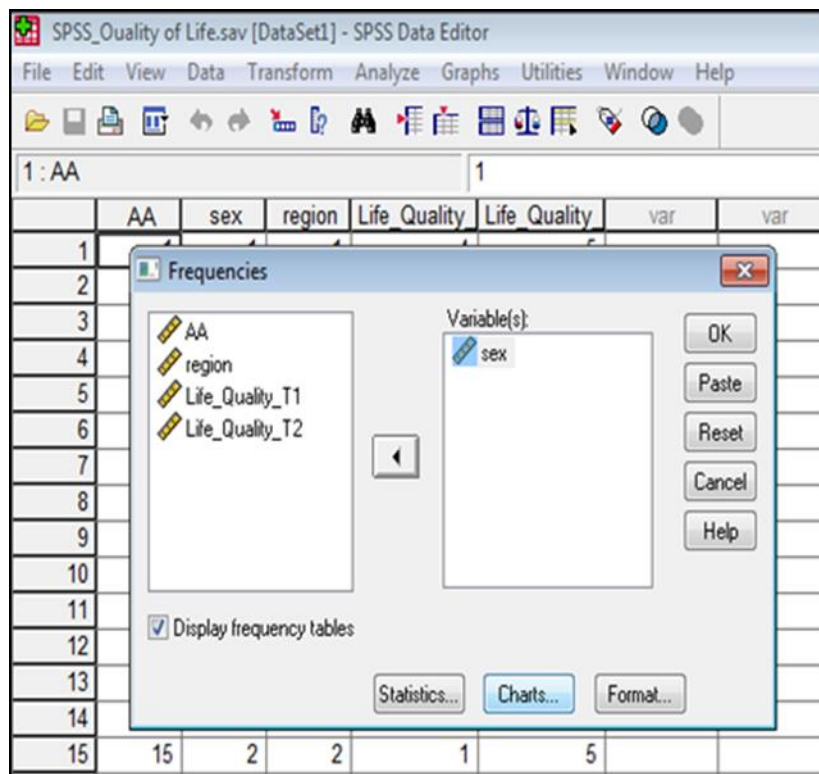 SPSS_Ouality of Life.sav [DataSet1] - SPSS Data Editor
File Edit View Data Transform Analyze Graphs Utilities Window Help
1 : AA 1
AA sex region Life_Quality_ Life_Quality_ var var
1
2
3
4
5
6
7
8
9
10
11
12
13
14
15 15 2 2 1 5
Frequencies
AA
region
Life_Quality_T1
Life_Quality_T2
Variable(s):
sex
OK
Paste
Reset
Cancel
Help
Display frequency tables
Statistics... Charts... Format...